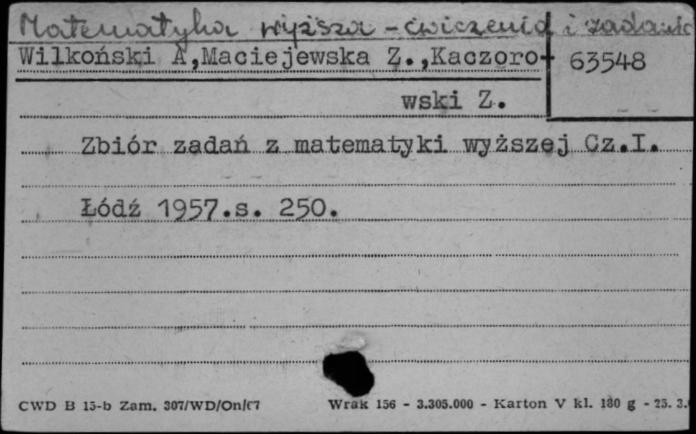 Matematyka wyższa - ćwiczenia i zadania
Wilkoński A,Maciejewska Z.,Kaczoro-
63548
wski Z.
Zbiór zadań z matematyki wyższej Cz.I.
Łódź 1957.s. 250.
CWD B 15-b Zam. 307/WD/On/67 Wrak 156 - 3.305.000 - Karton V kl. 180 g - 25. 3.